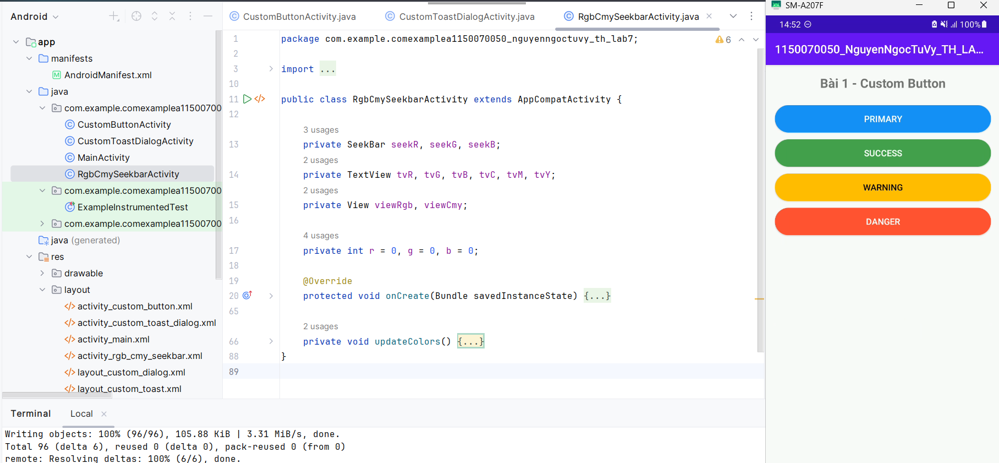 Android
app
manifests
AndroidManifest.xml
java
com.example.comexamplea11500700
CustomButtonActivity
CustomToastDialogActivity
MainActivity
RgbCmySeekbarActivity
com.example.comexamplea11500700
ExampleInstrumentedTest
com.example.comexamplea11500700
java (generated)
res
drawable
layout
activity_custom_button.xml
activity_custom_toast_dialog.xml
activity_main.xml
activity_rgb_cmy_seekbar.xml
layout_custom_dialog.xml
layout_custom_toast.xml
CustomButtonActivity.java CustomToastDialogActivity.java RgbCmySeekbarActivity.java
6
1 package com.example.comexamplea1150070050_nguyenngoctuvy_th_lab7;
2
3 import ...
10
11 public class RgbCmySeekbarActivity extends AppCompatActivity {
12
3 usages
13 private SeekBar seekR, seekG, seekB;
2 usages
14 private TextView tvR, tvG, tvB, tvC, tvM, tvY;
2 usages
15 private View viewRgb, viewCmy;
16
4 usages
17 private int r = 0, g = 0, b = 0;
18
19 @Override
20 protected void onCreate(Bundle savedInstanceState) {...}
65
2 usages
66 private void updateColors() {...}
88 }
89
Terminal Local
Writing objects: 100% (96/96), 105.88 KiB | 3.31 MiB/s, done.
Total 96 (delta 6), reused 0 (delta 0), pack-reused 0 (from 0)
remote: Resolving deltas: 100% (6/6), done.
SM-A207F
14:52 100%
1150070050_NguyenNgocTuVy_TH_LA...
Bài 1 - Custom Button
PRIMARY
SUCCESS
WARNING
DANGER